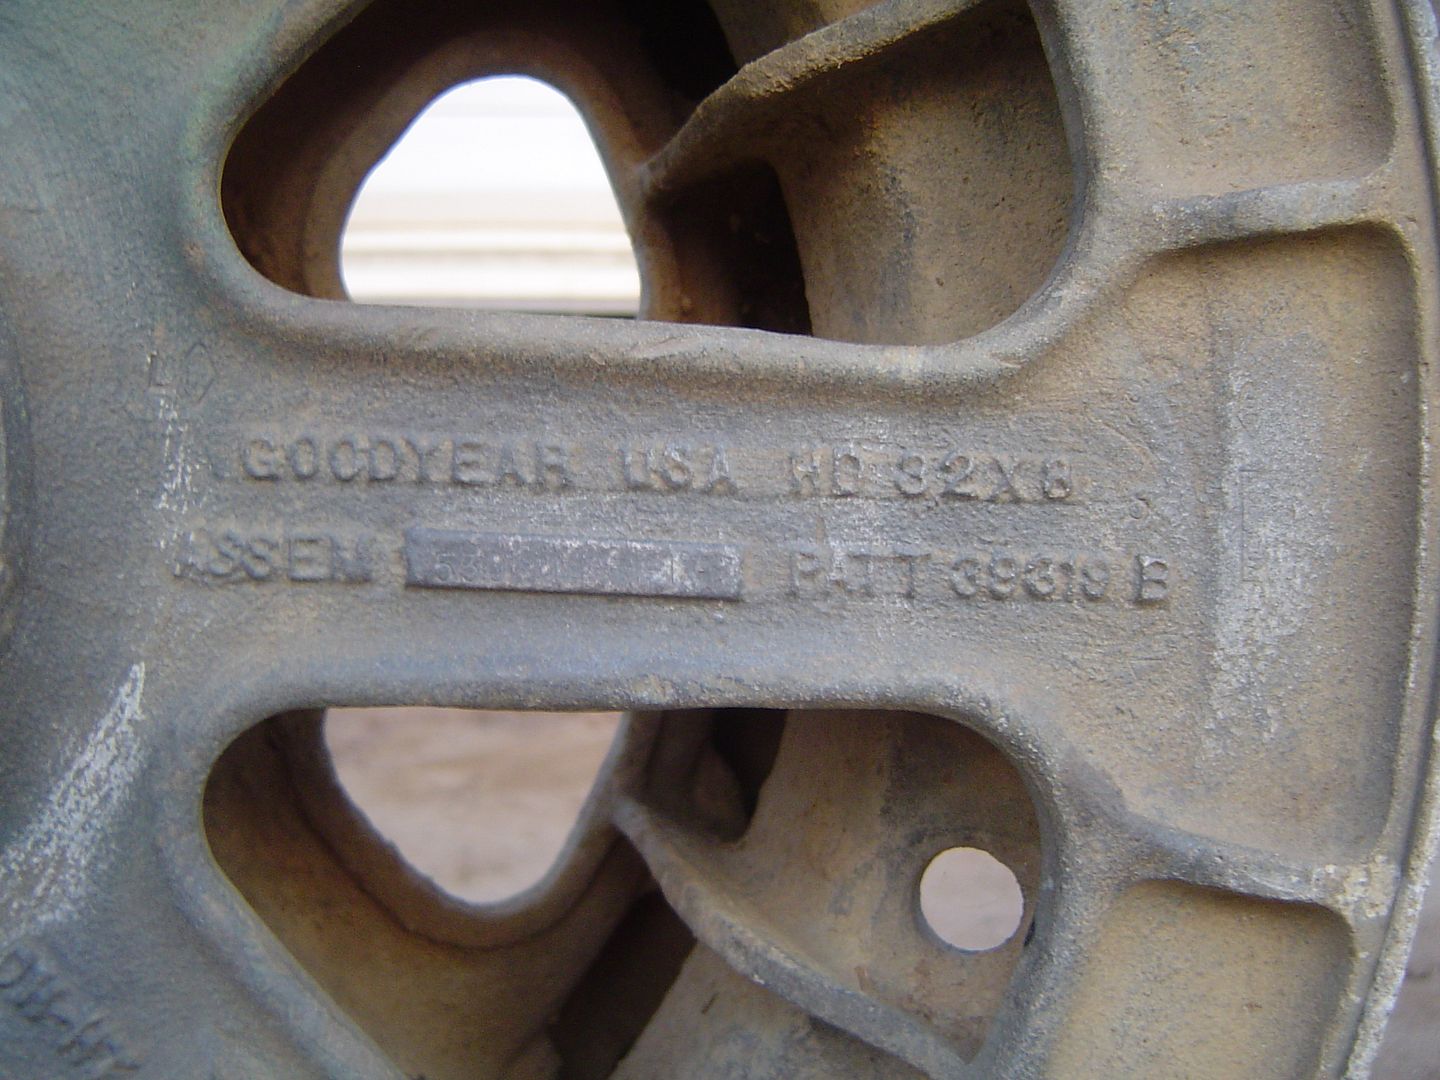 GOODYEAR USA HD 32X8
ASSEM PATT 39319 B